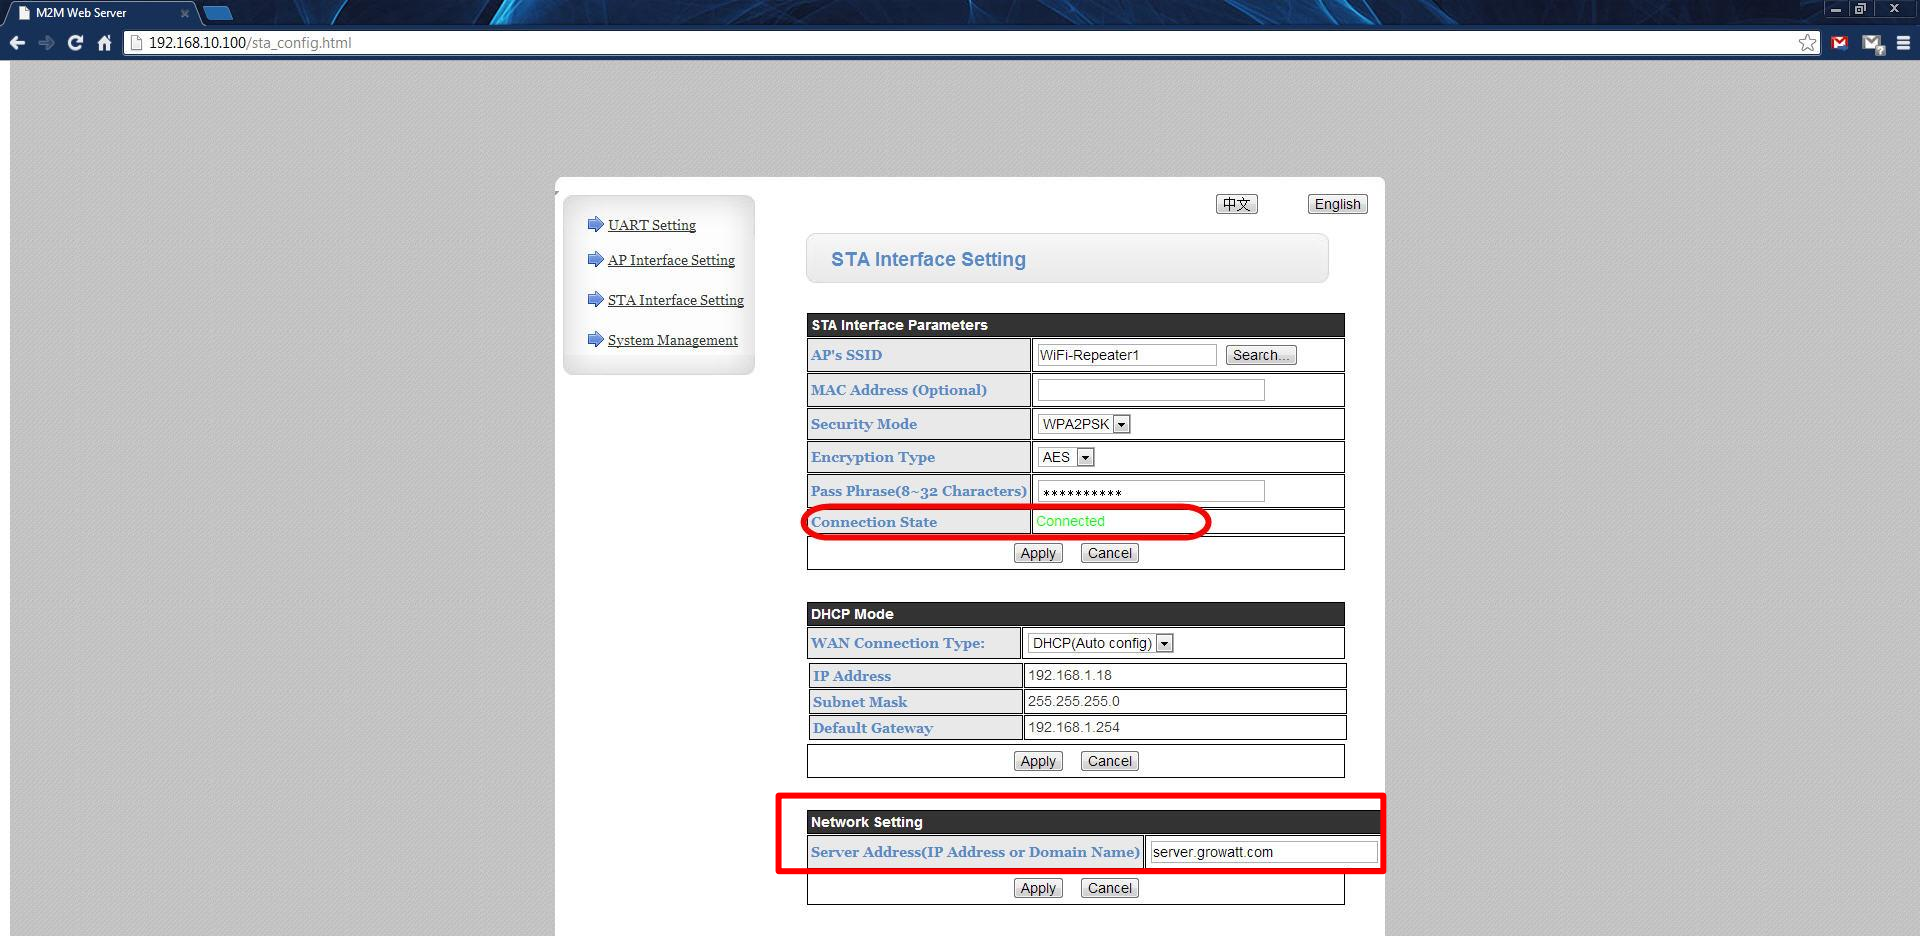 M2M Web Server
192.168.10.100/sta_config.html
中文 English
UART Setting
AP Interface Setting
STA Interface Setting
System Management
STA Interface Setting
STA Interface Parameters
AP's SSID WiFi-Repeater1 Search...
MAC Address (Optional)
Security Mode WPA2PSK
Encryption Type AES
Pass Phrase(8~32 Characters) **********
Connection State Connected
Apply Cancel
DHCP Mode
WAN Connection Type: DHCP(Auto config)
IP Address 192.168.1.18
Subnet Mask 255.255.255.0
Default Gateway 192.168.1.254
Apply Cancel
Network Setting
Server Address(IP Address or Domain Name) server.growatt.com
Apply Cancel